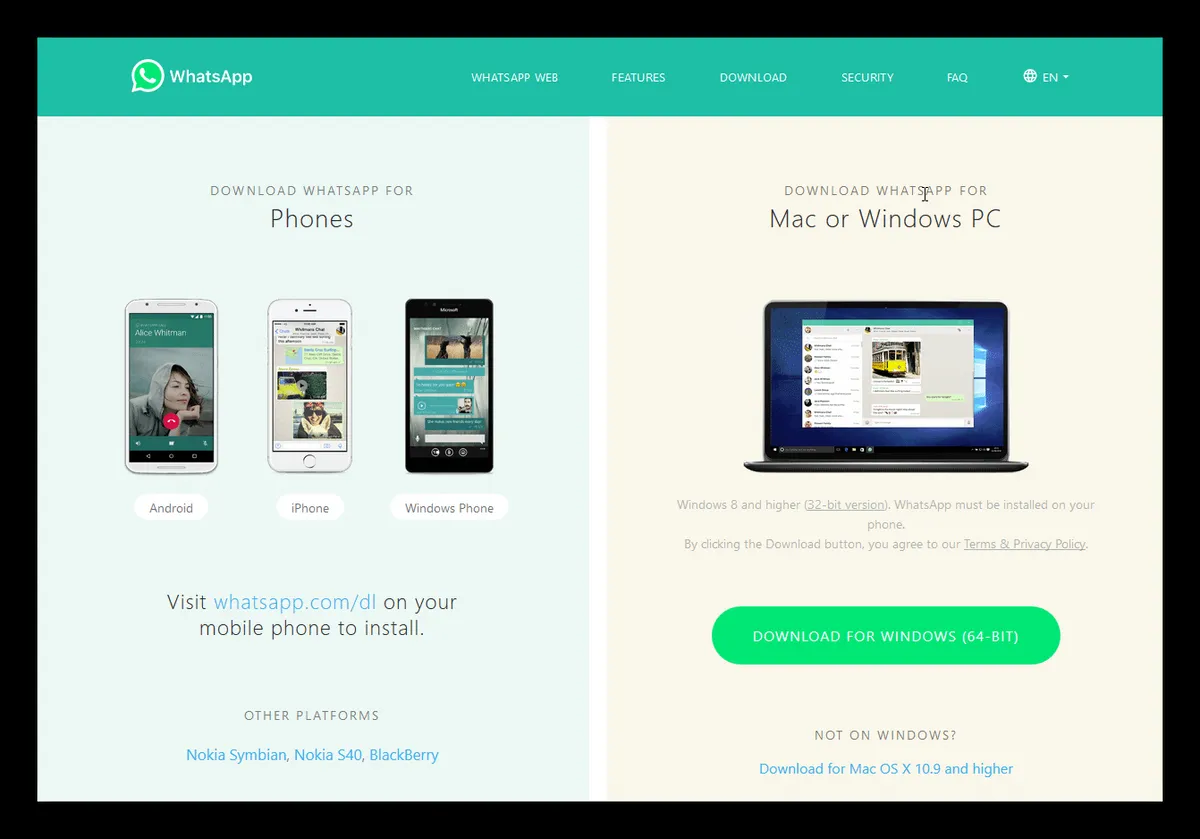 WhatsApp
WHATSAPP WEB
FEATURES
DOWNLOAD
SECURITY
FAQ
EN
DOWNLOAD WHATSAPP FOR
Phones
Alice Whitman
Whitmans Chat
Microsoft
Android
iPhone
Windows Phone
Visit whatsapp.com/dl on your
mobile phone to install.
OTHER PLATFORMS
Nokia Symbian, Nokia S40, BlackBerry
DOWNLOAD WHATSAPP FOR
Mac or Windows PC
Windows 8 and higher (32-bit version). WhatsApp must be installed on your
phone.
By clicking the Download button, you agree to our Terms & Privacy Policy.
DOWNLOAD FOR WINDOWS (64-BIT)
NOT ON WINDOWS?
Download for Mac OS X 10.9 and higher